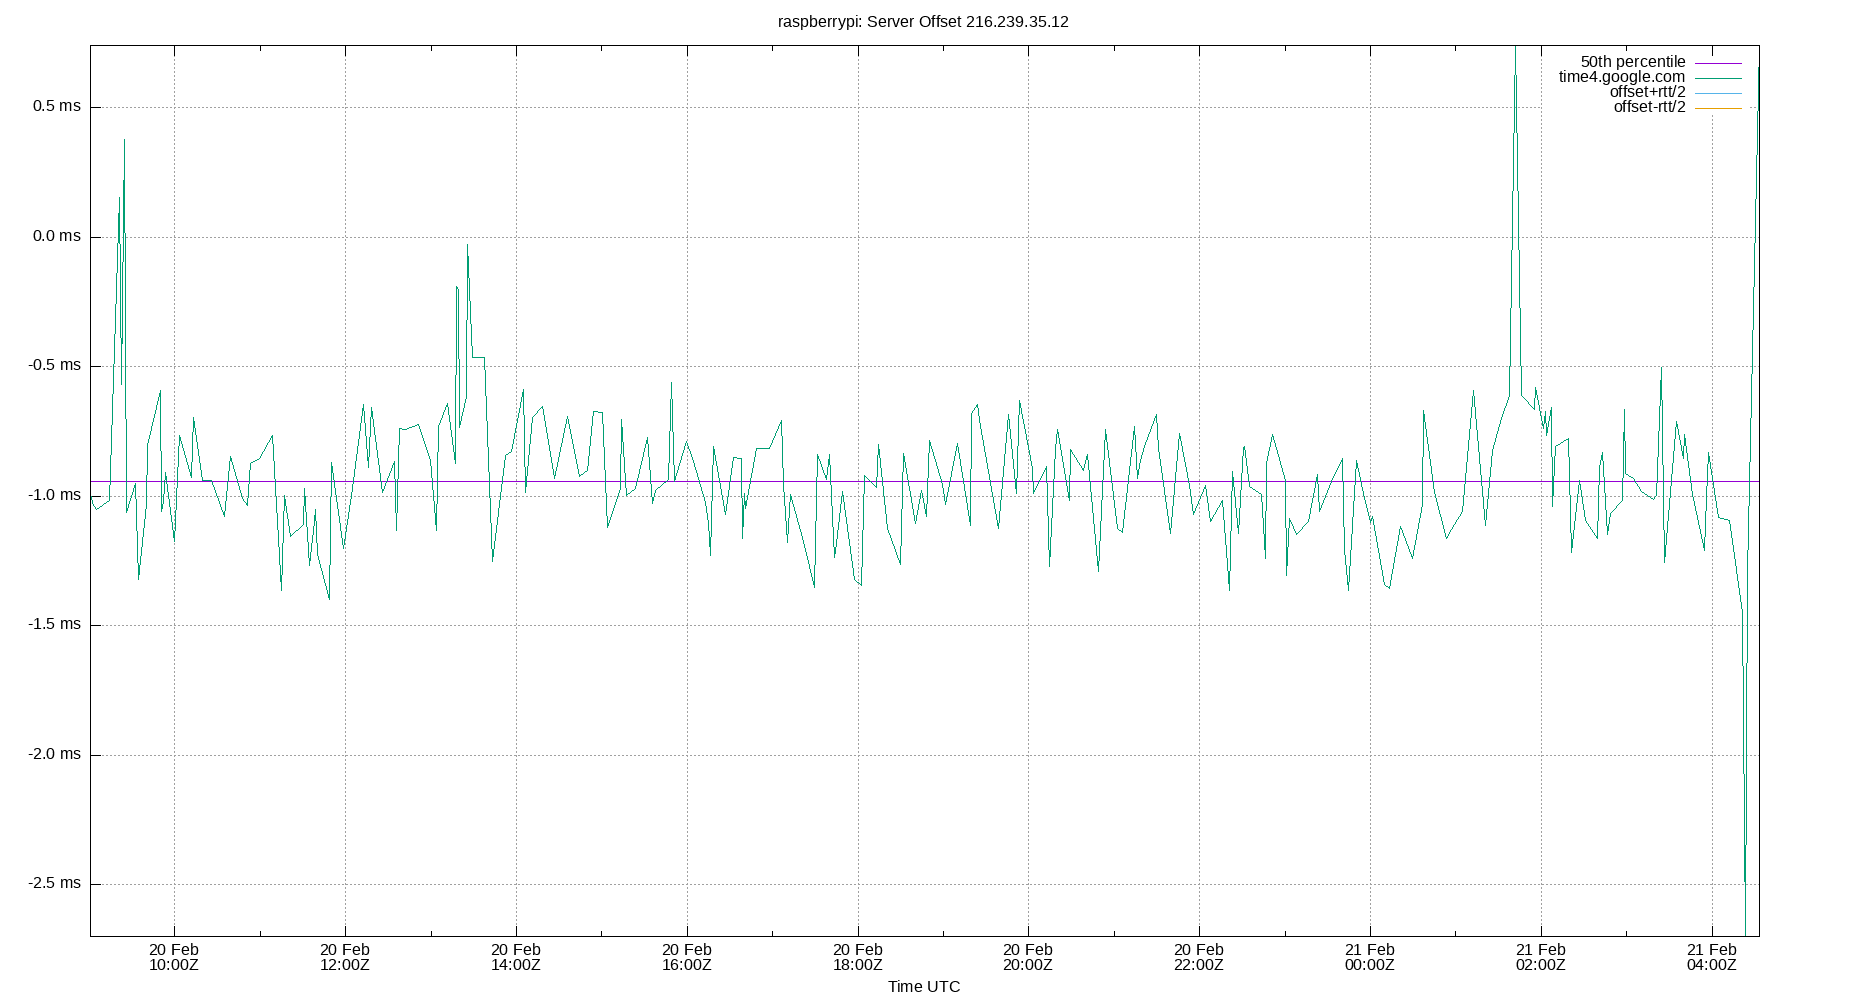 raspberrypi: Server Offset 216.239.35.12
50th percentile
time4.google.com
offset+rtt/2
offset-rtt/2
0.5 ms
0.0 ms
-0.5 ms
-1.0 ms
-1.5 ms
-2.0 ms
-2.5 ms
20 Feb 20 Feb 20 Feb 20 Feb 20 Feb 20 Feb 20 Feb 21 Feb 21 Feb 21 Feb
10:00Z 12:00Z 14:00Z 16:00Z 18:00Z 20:00Z 22:00Z 00:00Z 02:00Z 04:00Z
Time UTC